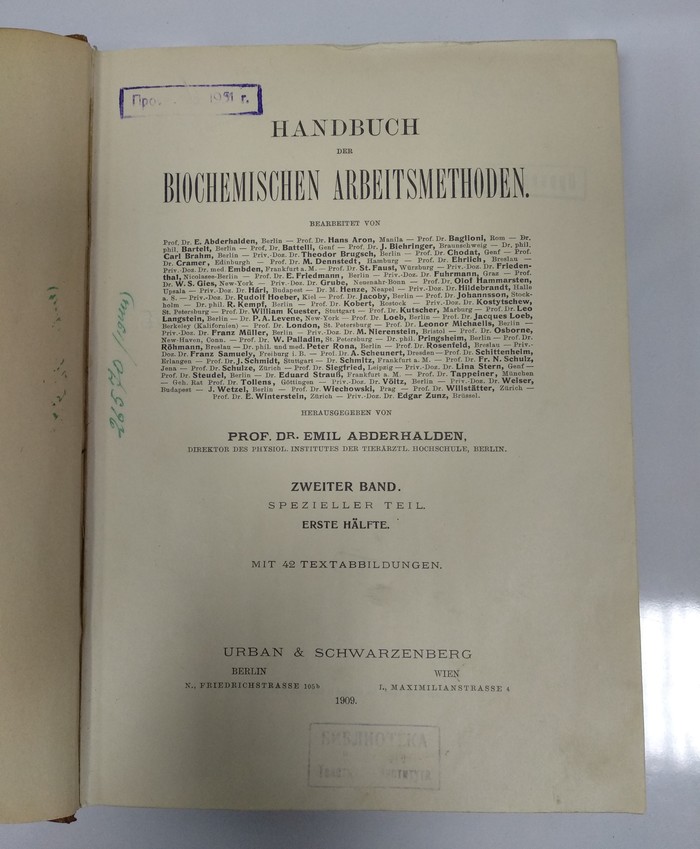 1931 г.
HANDBUCH
DER
BIOCHEMISCHEN ARBEITSMETHODEN.
BEARBEITET VON
Prof. Dr. E. Abderhalden, Berlin — Prof. Dr. Hans Aron, Manila — Prof. Dr. Baglioni, Rom — Dr.
phil. Bartelt, Berlin — Prof. Dr. Battelli, Genf — Prof. Dr. J. Biehringer, Braunschweig — Dr. phil.
Carl Brahm, Berlin — Priv.-Doz. Dr. Theodor Brugsch, Berlin — Prof. Dr. Chodat, Genf — Prof.
Dr. Cramer, Edinburgh — Prof. Dr. M. Dennstedt, Hamburg — Prof. Dr. Ehrlich, Breslau —
Priv.-Doz. Dr. med. Embden, Frankfurt a. M. — Prof. Dr. St. Faust, Würzburg — Priv.-Doz. Dr. Frieden-
thal, Nicolassee-Berlin — Prof. Dr. E. Friedmann, Berlin — Priv.-Doz. Dr. Fuhrmann, Graz — Prof.
Dr. W. S. Gies, New-York — Priv.-Doz. Dr. Grube, Neuenahr-Bonn — Prof. Dr. Olof Hammarsten,
Upsala — Priv.-Doz. Dr. Hári, Budapest — Dr. M. Henze, Neapel — Prof. Dr. Hildebrandt, Halle
a. S. — Priv.-Doz. Dr. Rudolf Hoeber, Kiel — Prof. Dr. Jacoby, Berlin — Prof. Dr. Johannsson, Stock-
holm — Dr. phil. R. Kempf, Berlin — Prof. Dr. Kobert, Rostock — Priv.-Doz. Dr. Kostytschew,
St. Petersburg — Prof. Dr. William Kuester, Stuttgart — Prof. Dr. Kutscher, Marburg — Prof. Dr. Leo
Langstein, Berlin — Dr. P. A. Levene, New-York — Prof. Dr. Loeb, Berlin — Prof. Dr. Jacques Loeb,
Berkeley (Kalifornien) — Prof. Dr. London, St. Petersburg — Prof. Dr. Leonor Michaelis, Berlin —
Priv.-Doz. Dr. Franz Müller, Berlin — Priv.-Doz. Dr. M. Nierenstein, Bristol — Prof. Dr. Osborne,
New-Haven, Conn. — Prof. Dr. W. Palladin, St. Petersburg — Dr. phil. Pringsheim, Berlin — Prof. Dr.
Röhmann, Breslau — Dr. phil. und med. Peter Rona, Berlin — Prof. Dr. Rosenfeld, Breslau — Priv.-
Doz. Dr. Franz Samuely, Freiburg i. B. — Prof. Dr. A. Scheunert, Dresden — Prof. Dr. Schittenhelm,
Erlangen — Prof. Dr. J. Schmidt, Stuttgart — Dr. Schmitz, Frankfurt a. M. — Prof. Dr. Fr. N. Schulz,
Jena — Prof. Dr. Schulze, Zürich — Prof. Dr. Siegfried, Leipzig — Priv.-Doz. Dr. Lina Stern, Genf —
Prof. Dr. Steudel, Berlin — Dr. Eduard Strauß, Frankfurt a. M. — Prof. Dr. Tappeiner, München
— Geh. Rat Prof. Dr. Tollens, Göttingen — Priv.-Doz. Dr. Völtz, Berlin — Priv.-Doz. Dr. Weiser,
Budapest — J. Wetzel, Berlin — Prof. Dr. Wiechowski, Prag — Prof. Dr. Willstätter, Zürich —
Prof. Dr. E. Winterstein, Zürich — Priv.-Doz. Dr. Edgar Zunz, Brüssel.
HERAUSGEGEBEN VON
PROF. DR. EMIL ABDERHALDEN,
DIREKTOR DES PHYSIOL. INSTITUTES DER TIERÄRZTL. HOCHSCHULE, BERLIN.
ZWEITER BAND.
SPEZIELLER TEIL.
ERSTE HÄLFTE.
MIT 42 TEXTABBILDUNGEN.
URBAN & SCHWARZENBERG
BERLIN WIEN
N., FRIEDRICHSTRASSE 105b I., MAXIMILIANSTRASSE 4
1909.
БИБЛИОТЕКА